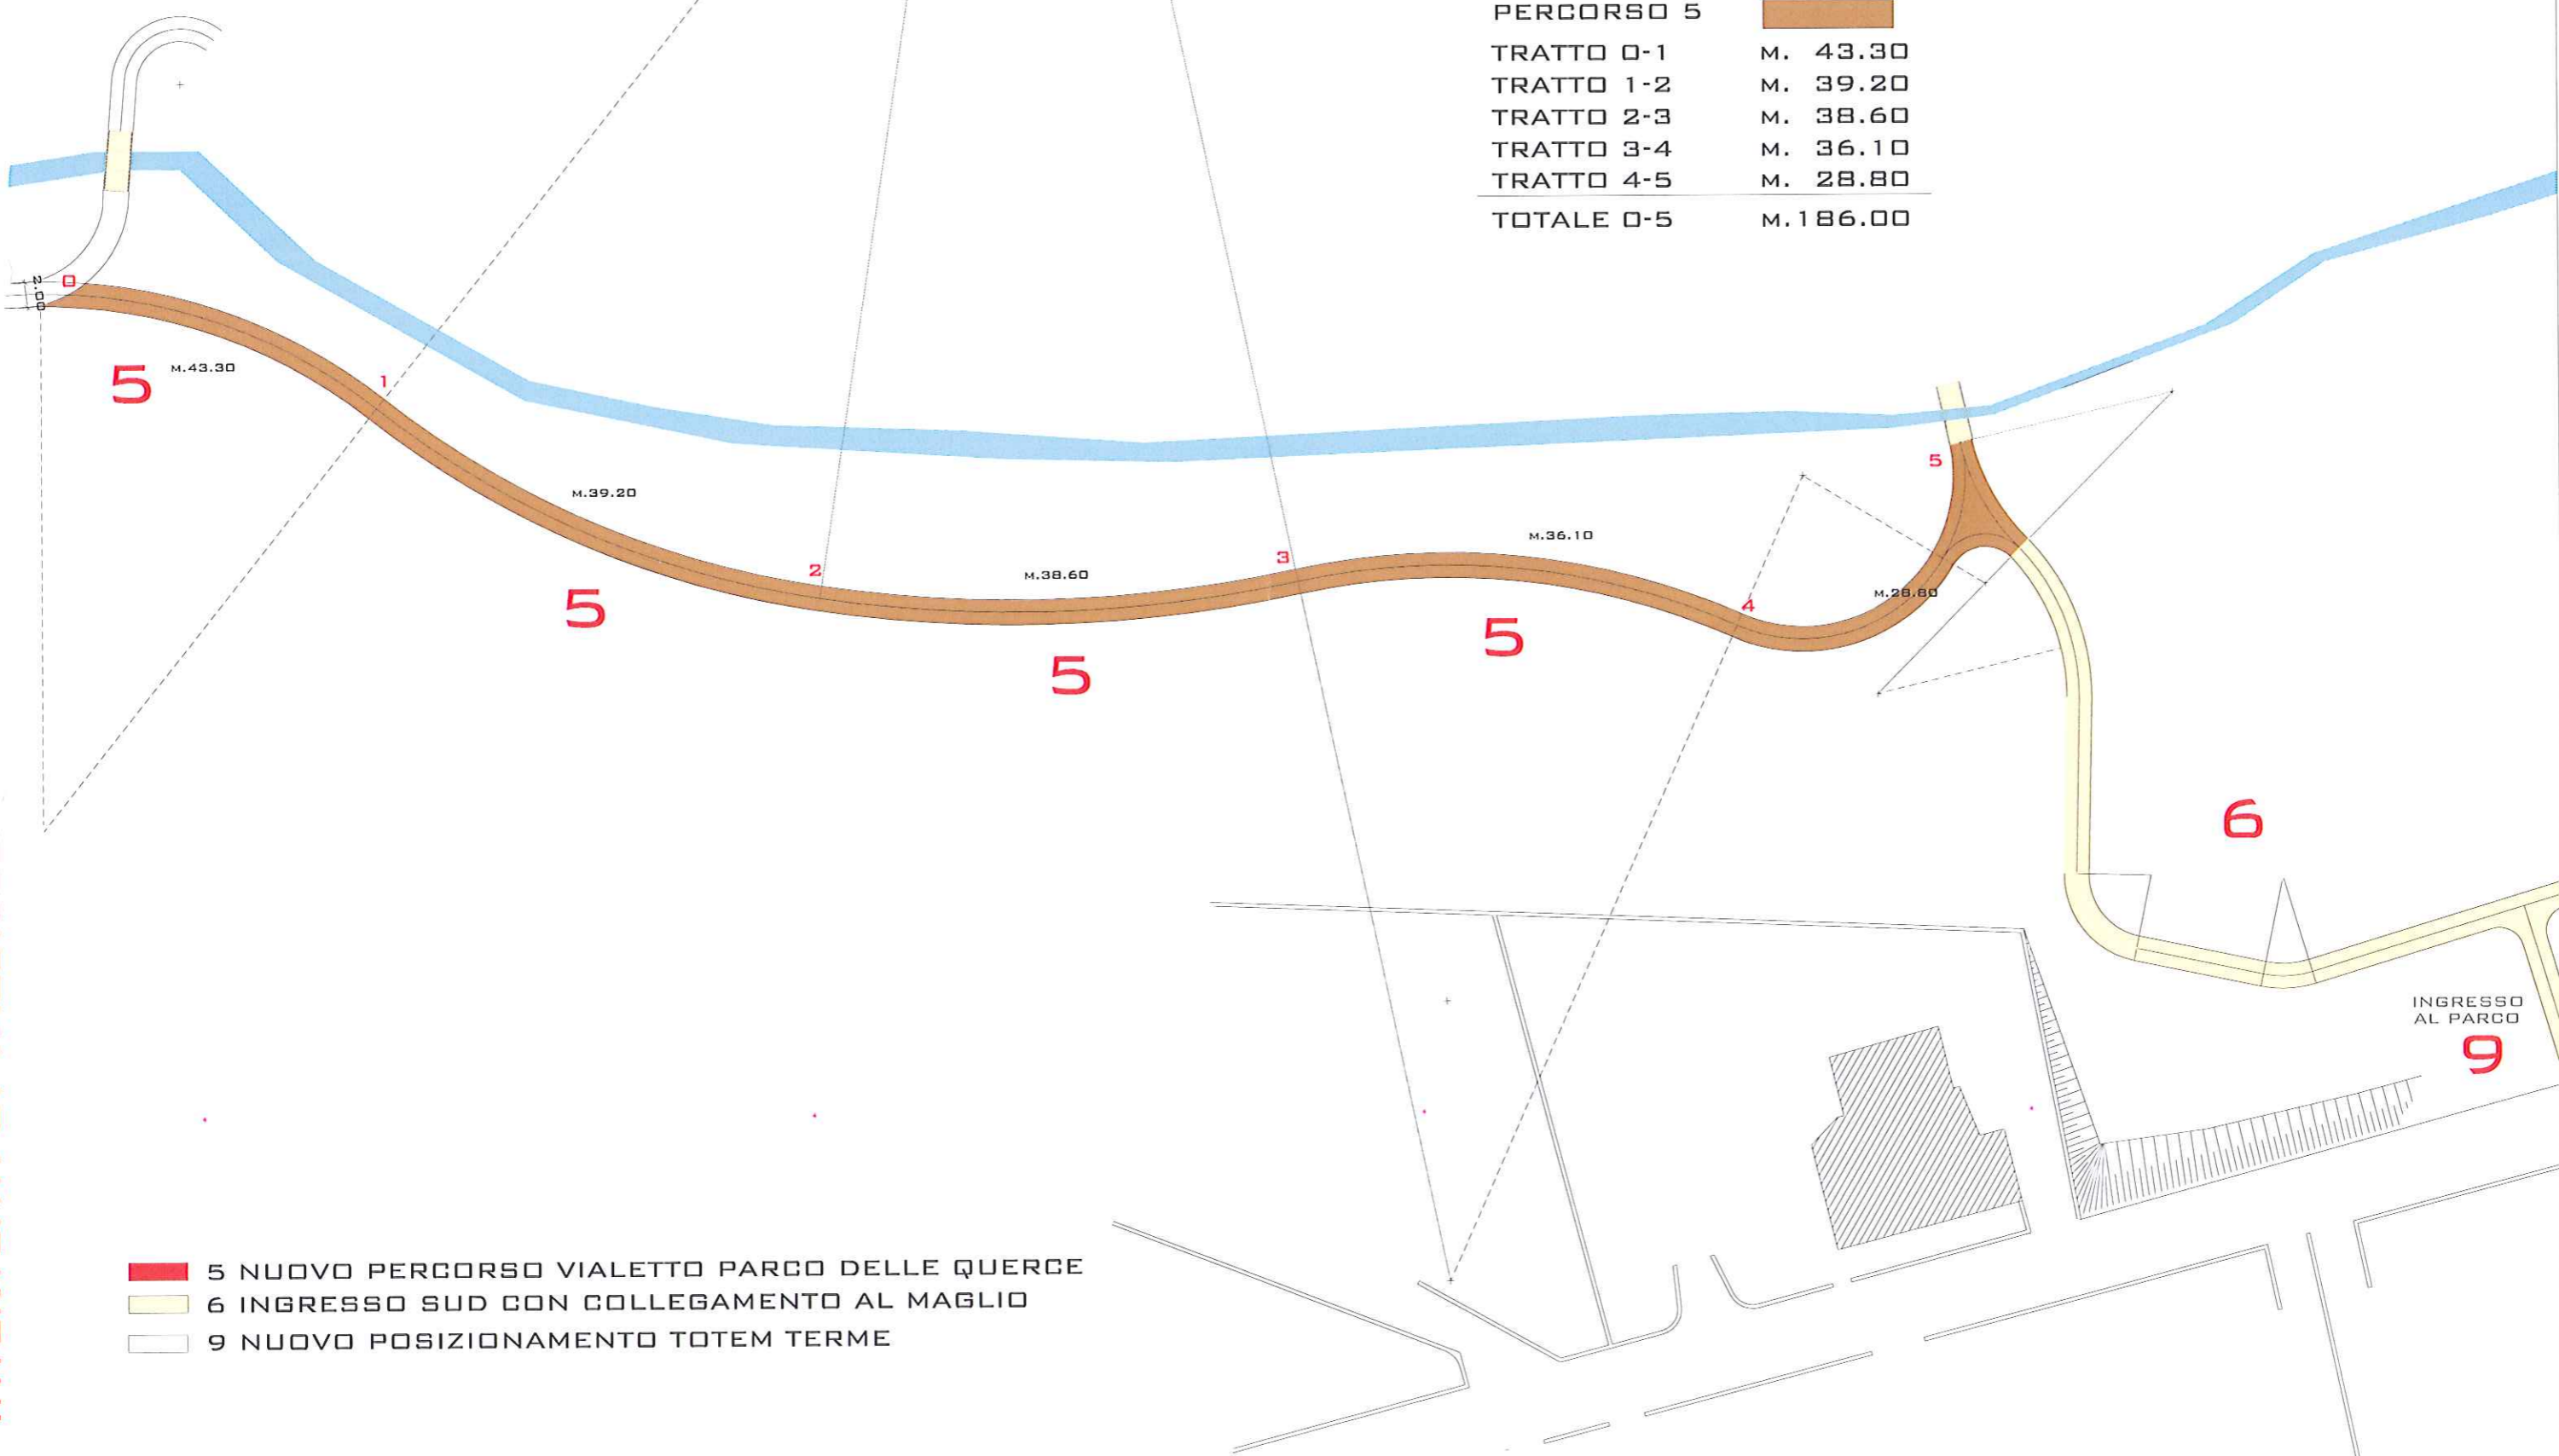 PERCORSO 5
TRATTO 0-1 M. 43.30
TRATTO 1-2 M. 39.20
TRATTO 2-3 M. 38.60
TRATTO 3-4 M. 36.10
TRATTO 4-5 M. 28.80
TOTALE 0-5 M.186.00
0
2.00
5
M.43.30
1
M.39.20
5
2
M.38.60
5
3
M.36.10
5
4
M.28.80
5
6
INGRESSO
AL PARCO
9
5 NUOVO PERCORSO VIALETTO PARCO DELLE QUERCE
6 INGRESSO SUD CON COLLEGAMENTO AL MAGLIO
9 NUOVO POSIZIONAMENTO TOTEM TERME